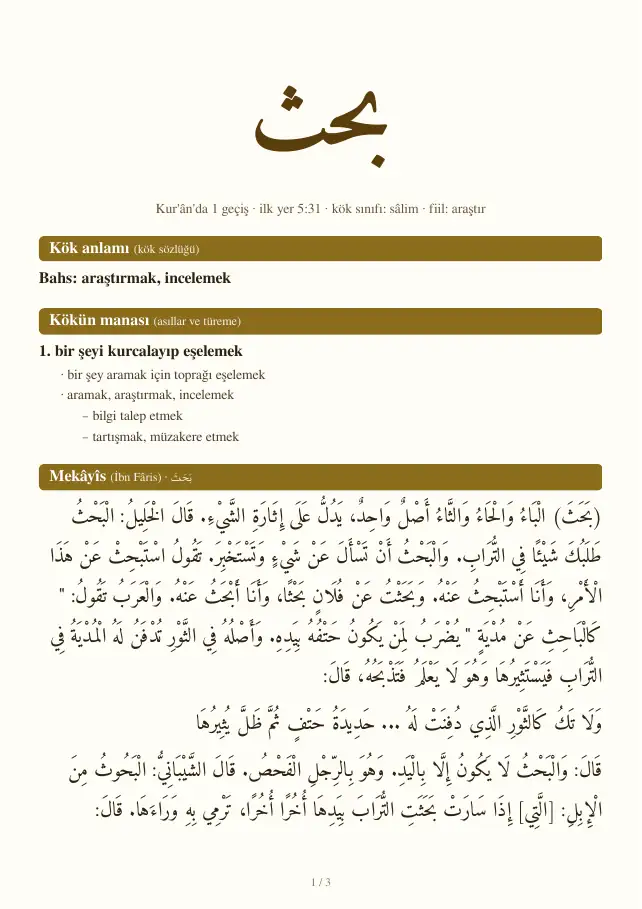 بحث
Kur'ân'da 1 geçiş · ilk yer 5:31 · kök sınıfı: sâlim · fiil: araştır
Kök anlamı (kök sözlüğü)
Bahs: araştırmak, incelemek
Kökün manası (asıllar ve türeme)
1. bir şeyi kurcalayıp eşelemek
· bir şey aramak için toprağı eşelemek
· aramak, araştırmak, incelemek
– bilgi talep etmek
– tartışmak, müzakere etmek
Mekâyîs (İbn Fâris) · بَحَثَ
(بَحَثَ) الْبَاءُ وَالْحَاءُ وَالثَّاءُ أَصْلٌ وَاحِدٌ، يَدُلُّ عَلَى إِثَارَةِ الشَّيْءِ. قَالَ الْخَلِيلُ: الْبَحْثُ
طَلَبُكَ شَيْئًا فِي التُّرَابِ. وَالْبَحْثُ أَنْ تَسْأَلَ عَنْ شَيْءٍ وَتَسْتَخْبِرَ. تَقُولُ اسْتَبْحِثْ عَنْ هَذَا
الْأَمْرِ، وَأَنَا أَسْتَبْحِثُ عَنْهُ. وَبَحَثْتُ عَنْ فُلَانٍ بَحْثًا، وَأَنَا أَبْحَثُ عَنْهُ. وَالْعَرَبُ تَقُولُ: "
كَالْبَاحِثِ عَنْ مُدْيَةٍ " يُضْرَبُ لِمَنْ يَكُونُ حَتْفُهُ بِيَدِهِ. وَأَصْلُهُ فِي الثَّوْرِ تُدْفَنُ لَهُ الْمُدْيَةُ فِي
التُّرَابِ فَيَسْتَثِيرُهَا وَهُوَ لَا يَعْلَمُ فَتَذْبَحُهُ، قَالَ:
وَلَا تَكُ كَالثَّوْرِ الَّذِي دُفِنَتْ لَهُ ... حَدِيدَةُ حَتْفٍ ثُمَّ ظَلَّ يُثِيرُهَا
قَالَ: وَالْبَحْثُ لَا يَكُونُ إِلَّا بِالْيَدِ. وَهُوَ بِالرِّجْلِ الْفَحْصُ. قَالَ الشَّيْبَانِيُّ: الْبَحُوثُ مِنَ
الْإِبِلِ: [الَّتِي] إِذَا سَارَتْ بَحَثَتِ التُّرَابَ بِيَدِهَا أُخُرًا أُخُرًا، تَرْمِي بِهِ وَرَاءَهَا. قَالَ:
1 / 3